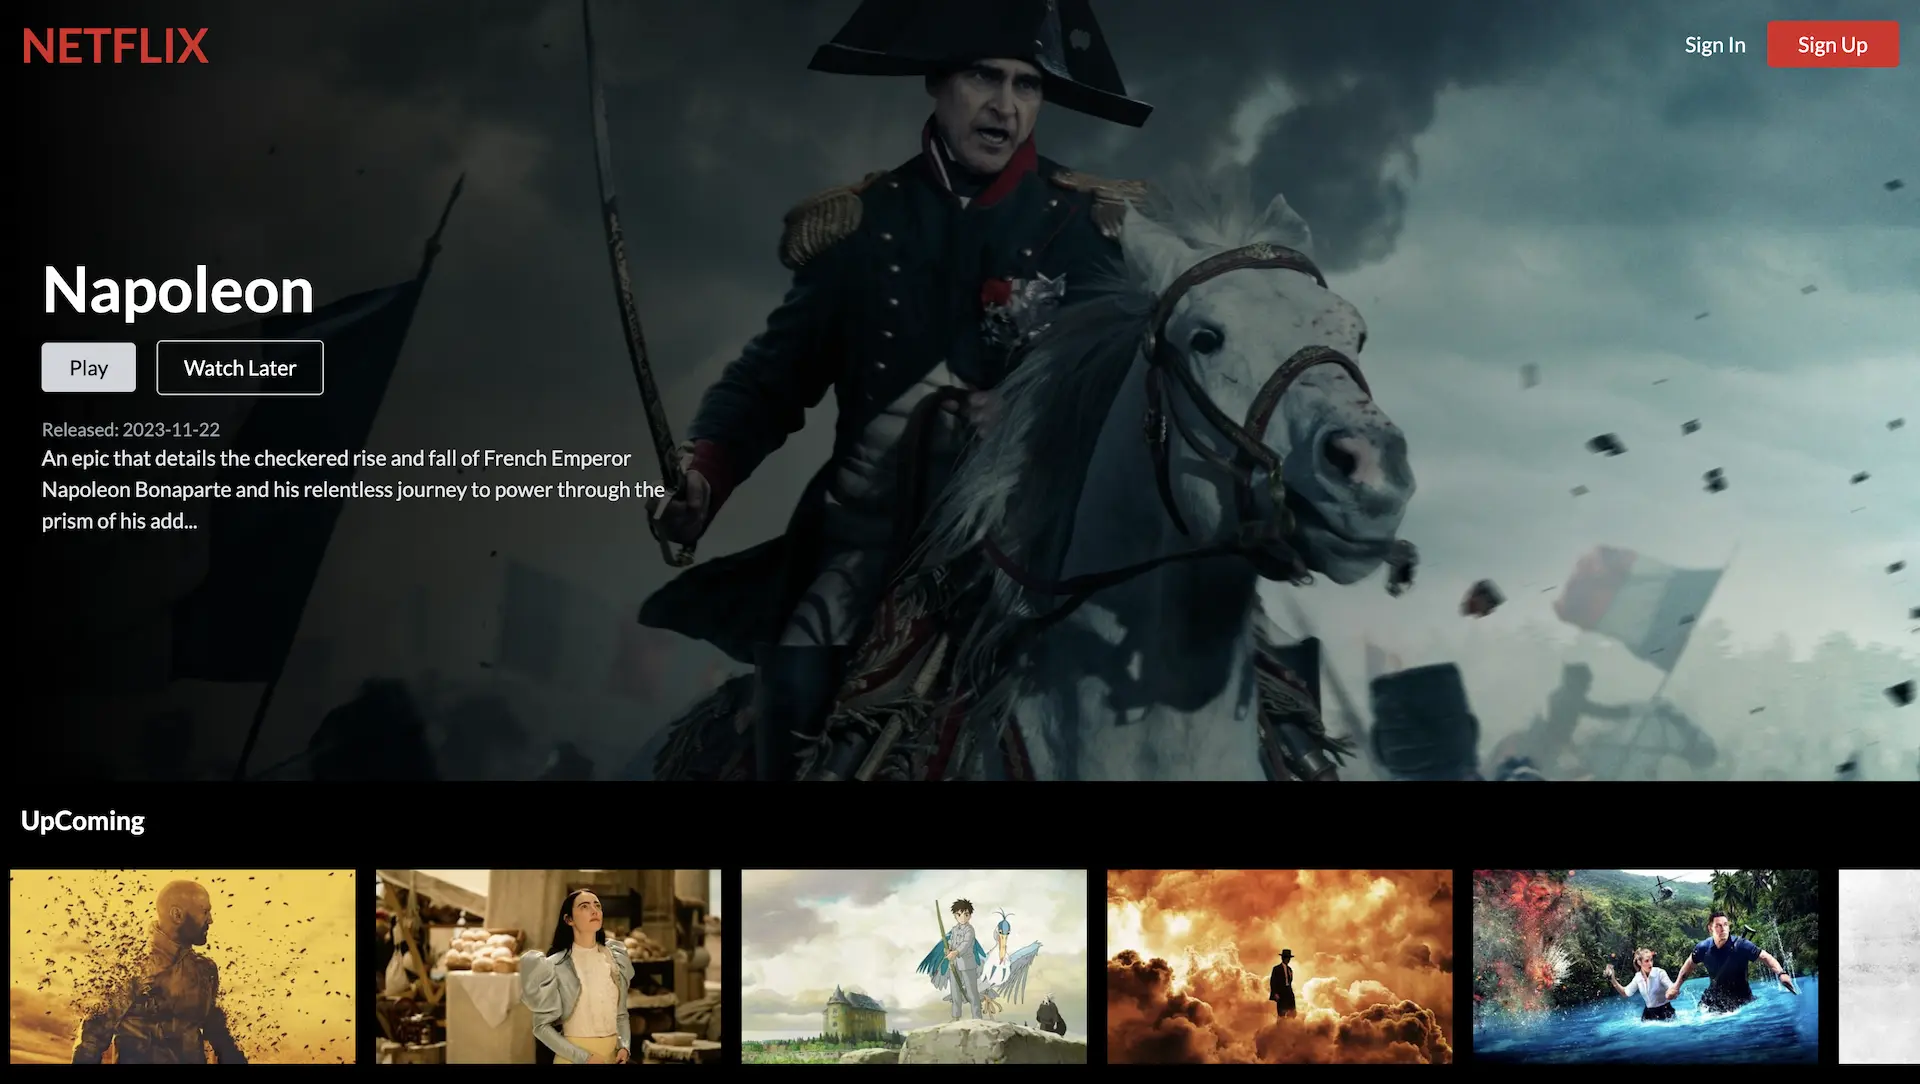 NETFLIX
Sign In
Sign Up
Napoleon
Play
Watch Later
Released: 2023-11-22
An epic that details the checkered rise and fall of French Emperor
Napoleon Bonaparte and his relentless journey to power through the
prism of his add...
UpComing